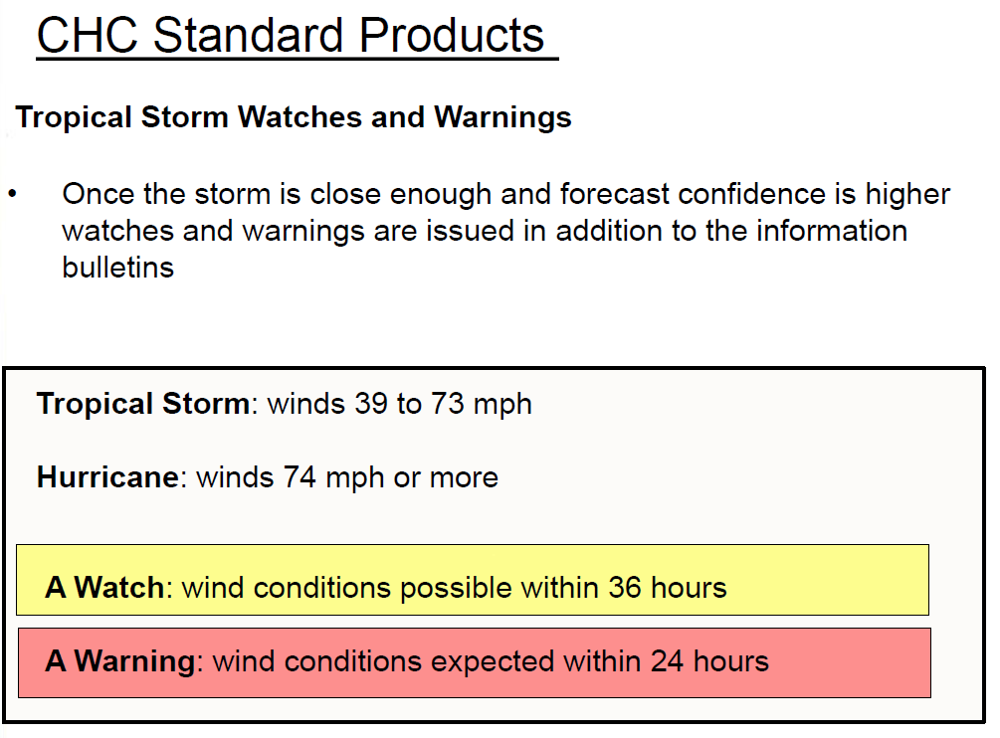 CHC Standard Products
Tropical Storm Watches and Warnings
• Once the storm is close enough and forecast confidence is higher
watches and warnings are issued in addition to the information
bulletins
Tropical Storm: winds 39 to 73 mph
Hurricane: winds 74 mph or more
A Watch: wind conditions possible within 36 hours
A Warning: wind conditions expected within 24 hours